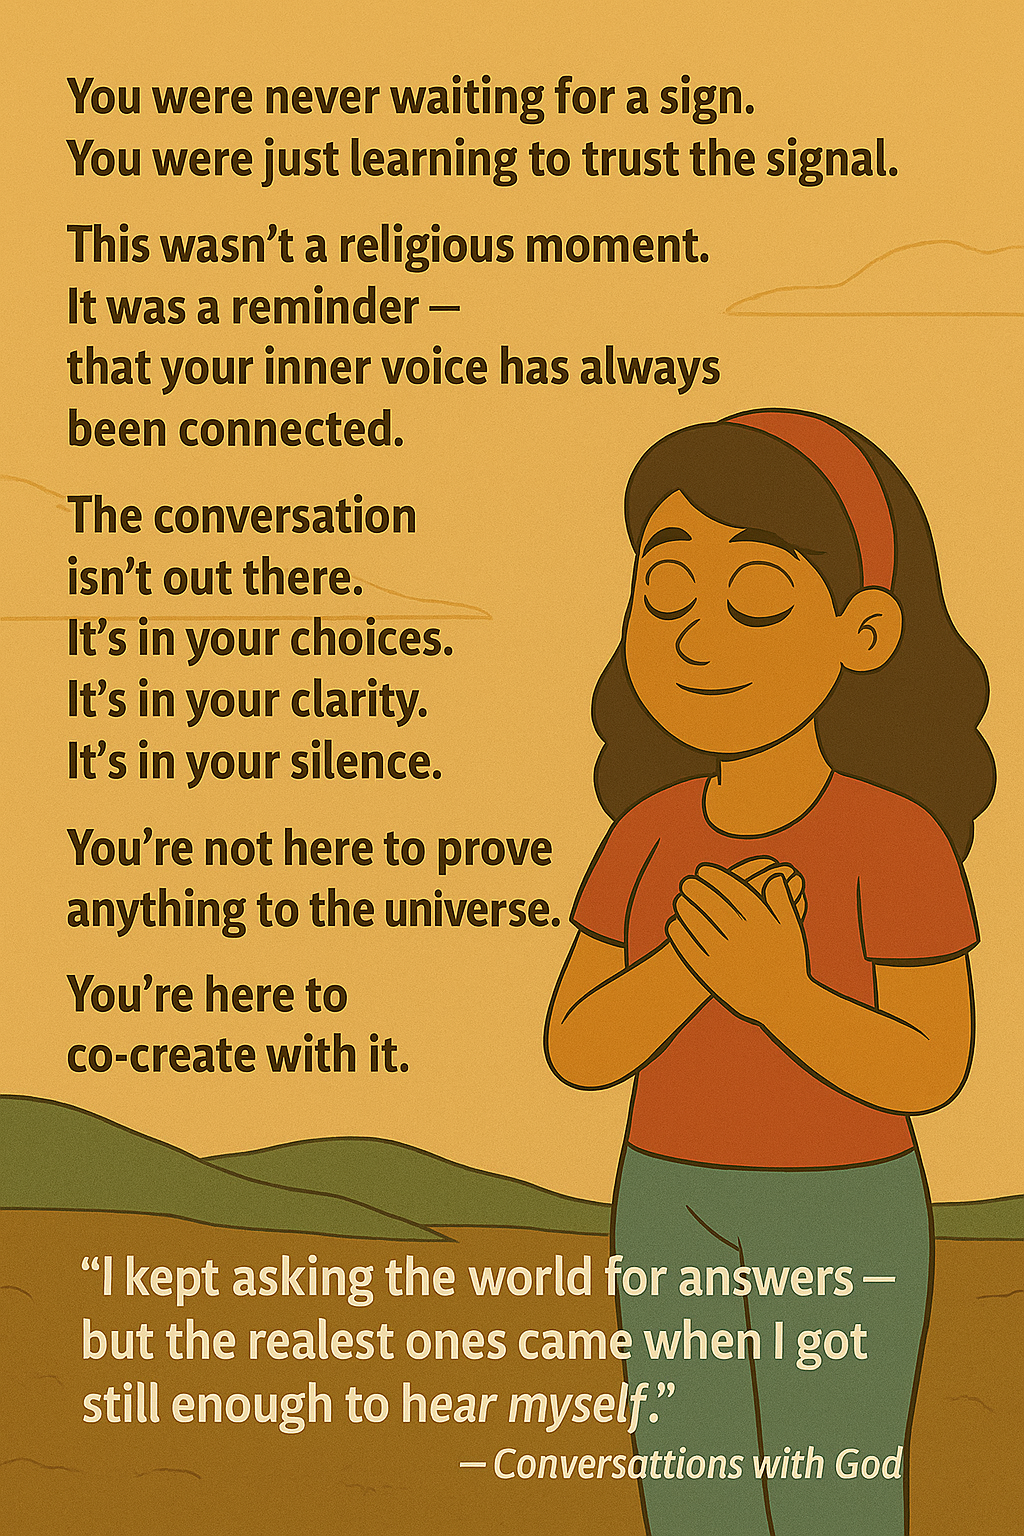 You were never waiting for a sign.
You were just learning to trust the signal.
This wasn’t a religious moment.
It was a reminder —
that your inner voice has always
been connected.
The conversation
isn’t out there.
It’s in your choices.
It’s in your clarity.
It’s in your silence.
You’re not here to prove
anything to the universe.
You’re here to
co-create with it.
“I kept asking the world for answers —
but the realest ones came when I got
still enough to hear myself.”
— Conversattions with God